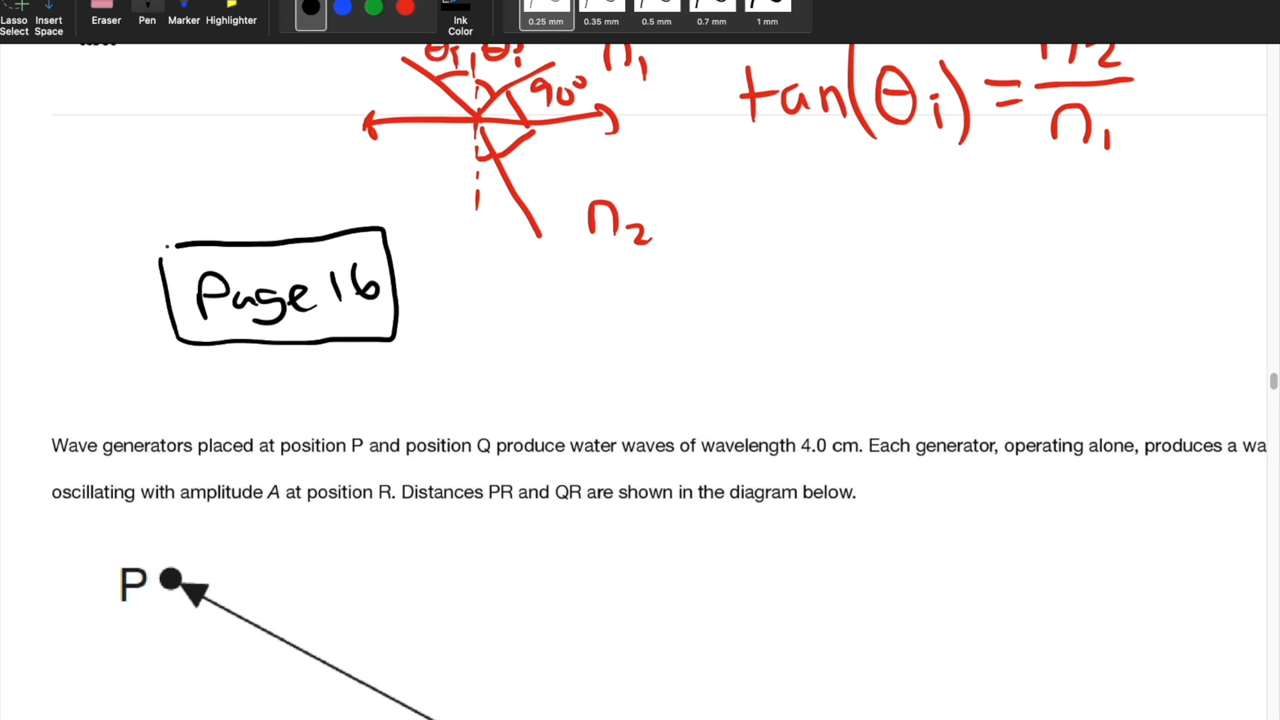 Lasso Select
Insert Space
Eraser
Pen
Marker
Highlighter
Ink Color
0.25 mm
0.35 mm
0.5 mm
0.7 mm
1 mm
θi θi n1
90°
tan(θi) = n2/n1
n2
Page 16
Wave generators placed at position P and position Q produce water waves of wavelength 4.0 cm. Each generator, operating alone, produces a wa
oscillating with amplitude A at position R. Distances PR and QR are shown in the diagram below.
P